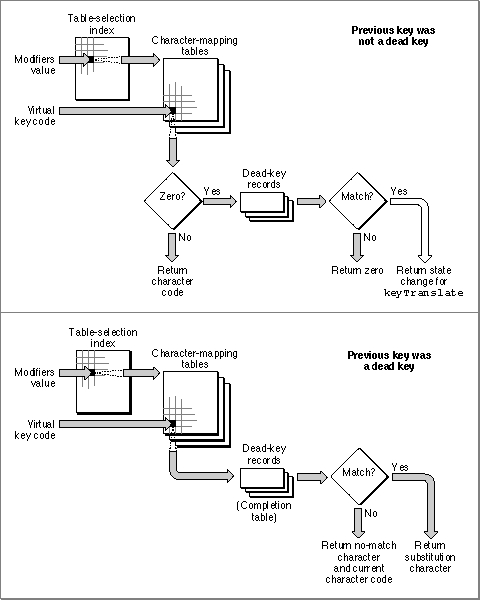 Table-selection
index
Previous key was
not a dead key
Character-mapping
tables
Modifiers
value
Virtual
key code
Dead-key
records
Zero?
Yes
Match?
Yes
No
No
Return
character
code
Return zero
Return state
change for
keyTranslate
Table-selection
index
Previous key was
a dead key
Character-mapping
tables
Modifiers
value
Virtual
key code
Dead-key
records
Match?
Yes
(Completion
table)
No
Return no-match
character
and current
character code
Return
substitution
character